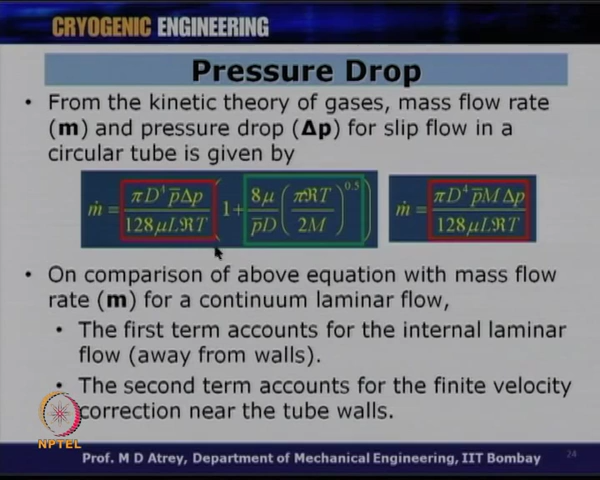 CRYOGENIC ENGINEERING
Pressure Drop
• From the kinetic theory of gases, mass flow rate
(m) and pressure drop (Δp) for slip flow in a
circular tube is given by
ṁ = πD⁴p̄Δp / 128μLℜT (1 + 8μ / p̄D (πℜT / 2M)^0.5) ṁ = πD⁴p̄MΔp / 128μLℜT
• On comparison of above equation with mass flow
rate (m) for a continuum laminar flow,
• The first term accounts for the internal laminar
flow (away from walls).
• The second term accounts for the finite velocity
correction near the tube walls.
NPTEL
Prof. M D Atrey, Department of Mechanical Engineering, IIT Bombay 24